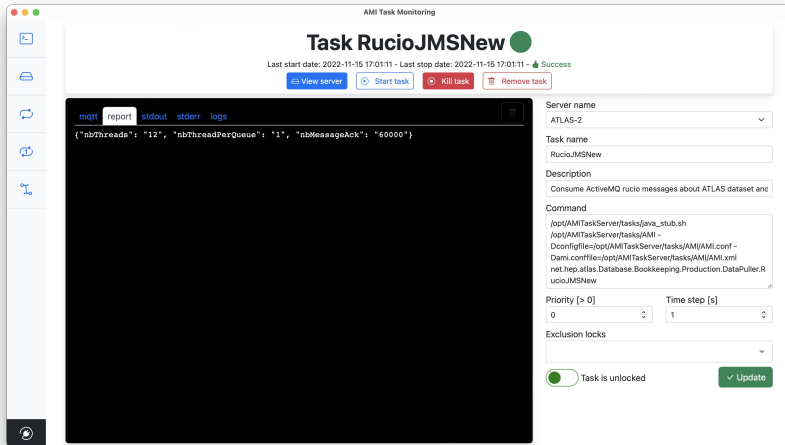 AMI Task Monitoring
Task RucioJMSNew
Last start date: 2022-11-15 17:01:11 - Last stop date: 2022-11-15 17:01:11 - Success
View server
Start task
Kill task
Remove task
mqtt report stdout stderr logs
{"nbThreads": "12", "nbThreadPerQueue": "1", "nbMessageAck": "60000"}
Server name
ATLAS-2
Task name
RucioJMSNew
Description
Consume ActiveMQ rucio messages about ATLAS dataset and
Command
/opt/AMITaskServer/tasks/java_stub.sh
/opt/AMITaskServer/tasks/AMI -
Dconfigfile=/opt/AMITaskServer/tasks/AMI/AMI.conf -
Dami.conffile=/opt/AMITaskServer/tasks/AMI/AMI.xml
net.hep.atlas.Database.Bookkeeping.Production.DataPuller.R
ucioJMSNew
Priority [> 0] Time step [s]
0 1
Exclusion locks
Task is unlocked
Update